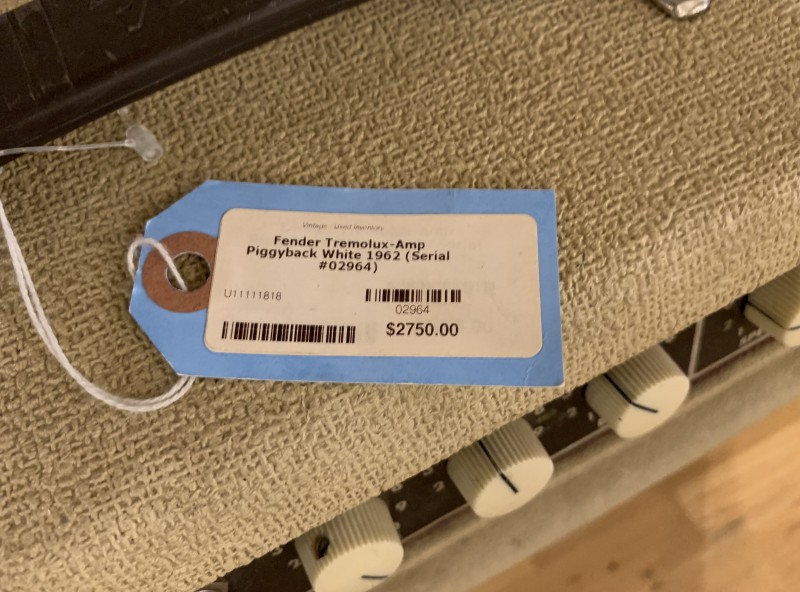 Vintage - Used Inventory
Fender Tremolux-Amp
Piggyback White 1962 (Serial
#02964)
U11111818
02964
$2750.00